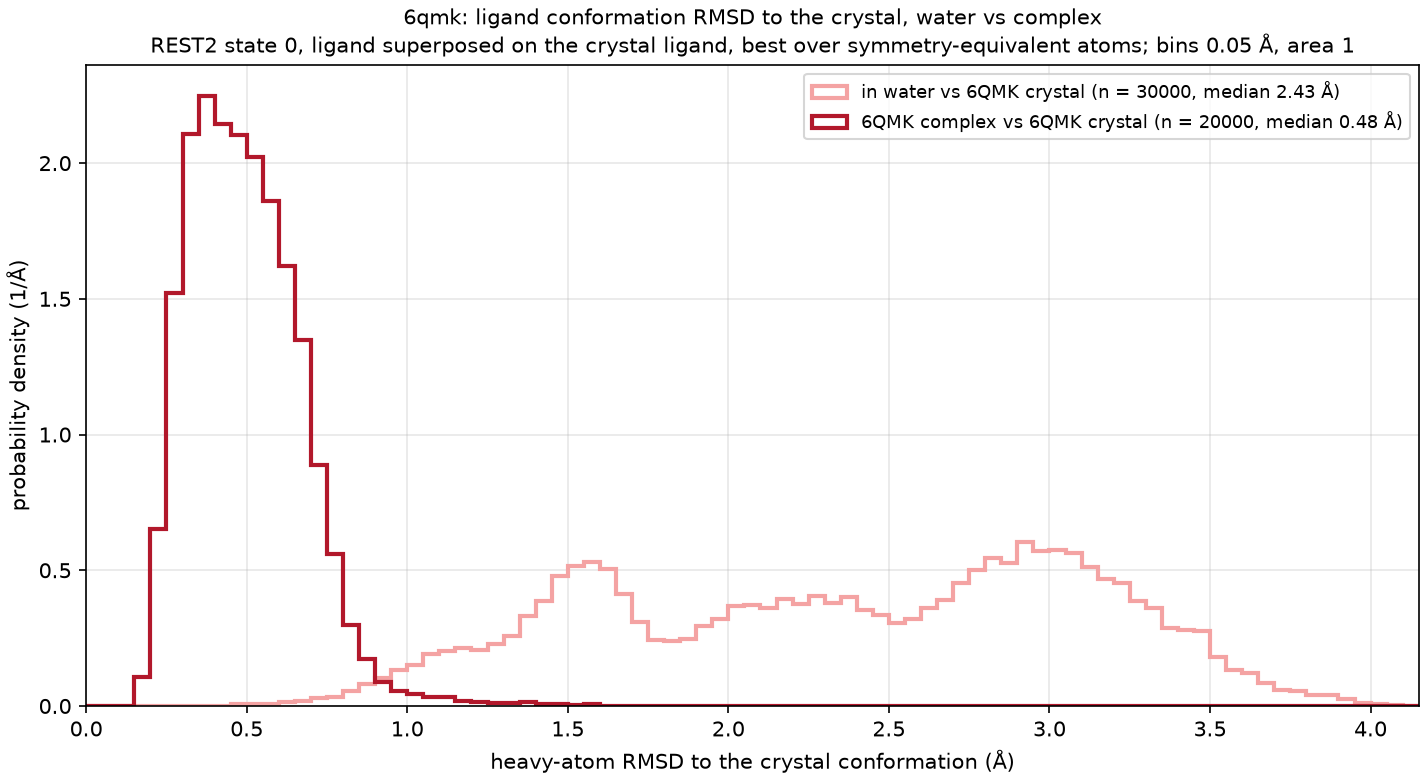 6qmk: ligand conformation RMSD to the crystal, water vs complex
REST2 state 0, ligand superposed on the crystal ligand, best over symmetry-equivalent atoms; bins 0.05 Å, area 1
in water vs 6QMK crystal (n = 30000, median 2.43 Å)
6QMK complex vs 6QMK crystal (n = 20000, median 0.48 Å)
probability density (1/Å)
2.0
1.5
1.0
0.5
0.0
0.0 0.5 1.0 1.5 2.0 2.5 3.0 3.5 4.0
heavy-atom RMSD to the crystal conformation (Å)